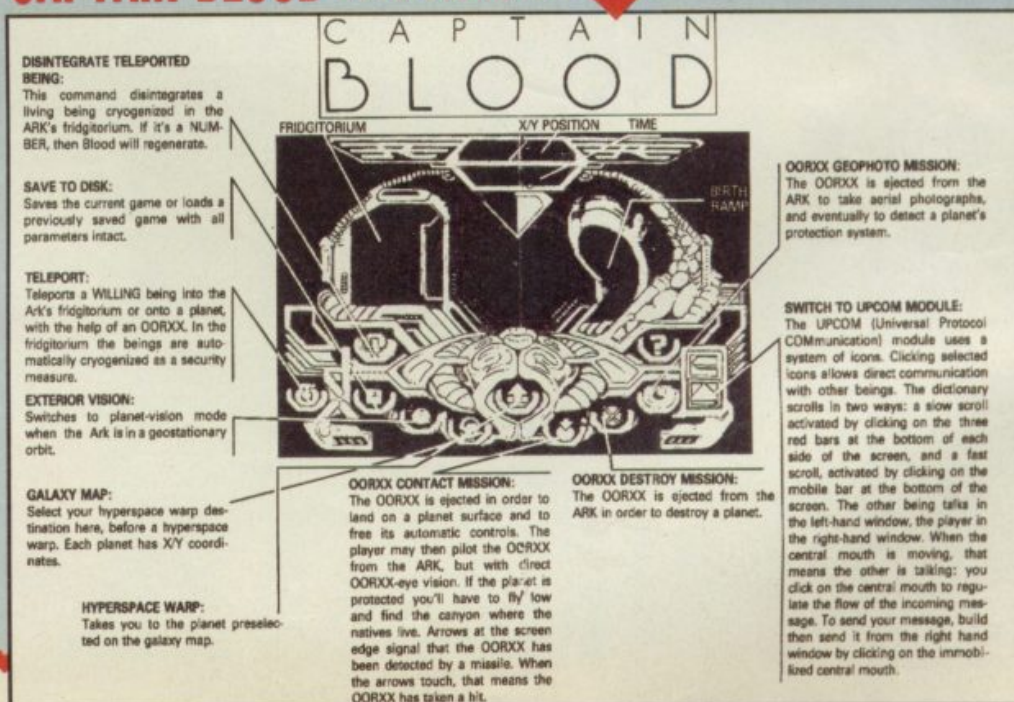 CAPTAIN BLOOD
CAPTAIN
BLOOD
FRIDGITORIUM
X/Y POSITION
TIME
BIRTH
RAMP
DISINTEGRATE TELEPORTED
BEING:
This command disintegrates a
living being cryogenized in the
ARK's fridgitorium. If it's a NUM-
BER, then Blood will regenerate.
SAVE TO DISK:
Saves the current game or loads a
previously saved game with all
parameters intact.
TELEPORT:
Teleports a WILLING being into the
Ark's fridgitorium or onto a planet,
with the help of an OORXX. In the
fridgitorium the beings are auto-
matically cryogenized as a security
measure.
EXTERIOR VISION:
Switches to planet-vision mode
when the Ark is in a geostationary
orbit.
GALAXY MAP:
Select your hyperspace warp des-
tination here, before a hyperspace
warp. Each planet has X/Y coordi-
nates.
HYPERSPACE WARP:
Takes you to the planet preselec-
ted on the galaxy map.
OORXX CONTACT MISSION:
The OORXX is ejected in order to
land on a planet surface and to
free its automatic controls. The
player may then pilot the OORXX
from the ARK, but with direct
OORXX-eye vision. If the planet is
protected you'll have to fly low
and find the canyon where the
natives live. Arrows at the screen
edge signal that the OORXX has
been detected by a missile. When
the arrows touch, that means the
OORXX has taken a hit.
OORXX DESTROY MISSION:
The OORXX is ejected from the
ARK in order to destroy a planet.
OORXX GEOPHOTO MISSION:
The OORXX is ejected from the
ARK to take aerial photographs,
and eventually to detect a planet's
protection system.
SWITCH TO UPCOM MODULE:
The UPCOM (Universal Protocol
COMmunication) module uses a
system of icons. Clicking selected
icons allows direct communication
with other beings. The dictionary
scrolls in two ways: a slow scroll
activated by clicking on the three
red bars at the bottom of each
side of the screen, and a fast
scroll, activated by clicking on the
mobile bar at the bottom of the
screen. The other being talks in
the left-hand window, the player in
the right-hand window. When the
central mouth is moving, that
means the other is talking: you
click on the central mouth to regu-
late the flow of the incoming mes-
sage. To send your message, build
then send it from the right hand
window by clicking on the immobi-
lized central mouth.